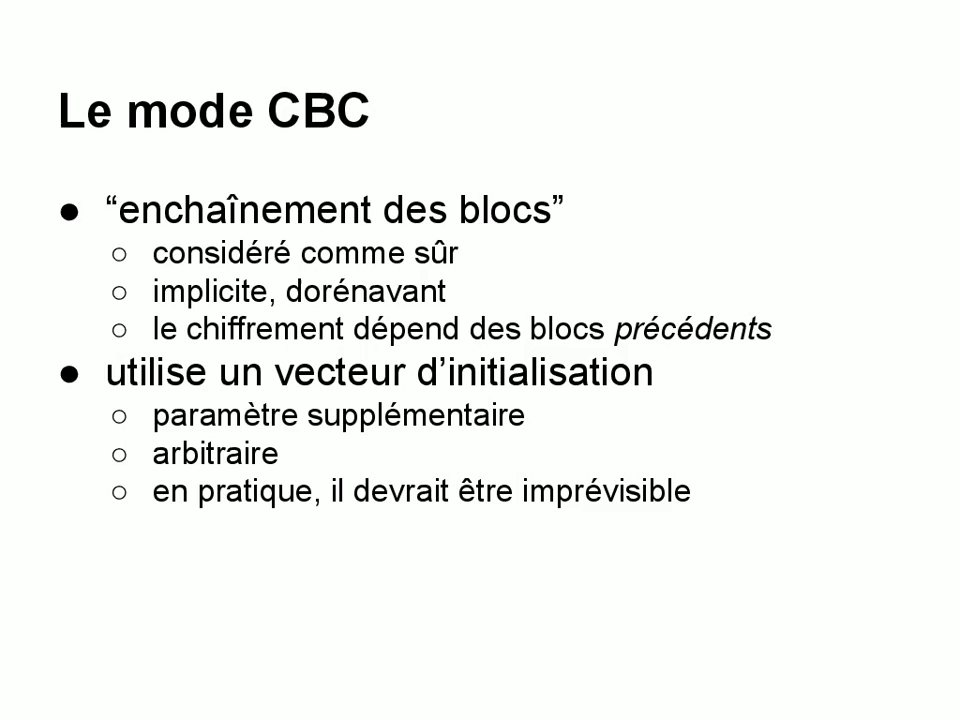 Le mode CBC
● “enchaînement des blocs”
○ considéré comme sûr
○ implicite, dorénavant
○ le chiffrement dépend des blocs précédents
● utilise un vecteur d’initialisation
○ paramètre supplémentaire
○ arbitraire
○ en pratique, il devrait être imprévisible